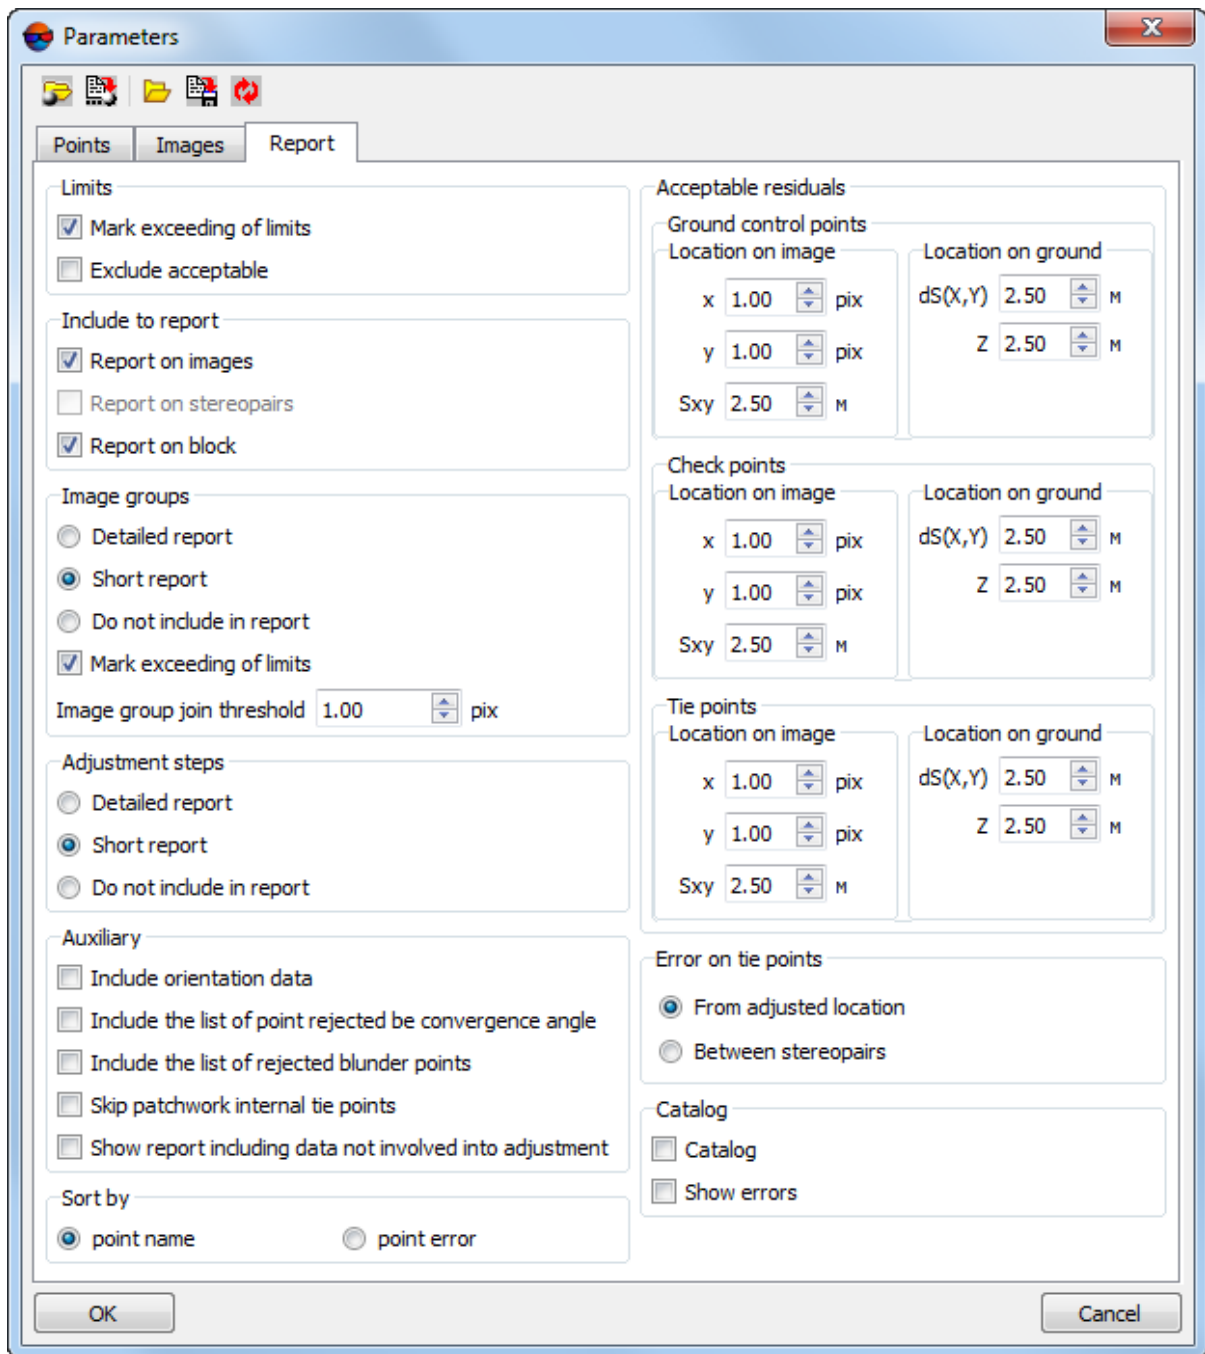 Parameters
Points Images Report
Limits
Mark exceeding of limits
Exclude acceptable
Include to report
Report on images
Report on stereopairs
Report on block
Image groups
Detailed report
Short report
Do not include in report
Mark exceeding of limits
Image group join threshold 1.00 pix
Adjustment steps
Detailed report
Short report
Do not include in report
Auxiliary
Include orientation data
Include the list of point rejected be convergence angle
Include the list of rejected blunder points
Skip patchwork internal tie points
Show report including data not involved into adjustment
Sort by
point name point error
Acceptable residuals
Ground control points
Location on image
x 1.00 pix
y 1.00 pix
Sxy 2.50 м
Location on ground
dS(X,Y) 2.50 м
Z 2.50 м
Check points
Location on image
x 1.00 pix
y 1.00 pix
Sxy 2.50 м
Location on ground
dS(X,Y) 2.50 м
Z 2.50 м
Tie points
Location on image
x 1.00 pix
y 1.00 pix
Sxy 2.50 м
Location on ground
dS(X,Y) 2.50 м
Z 2.50 м
Error on tie points
From adjusted location
Between stereopairs
Catalog
Catalog
Show errors
OK Cancel